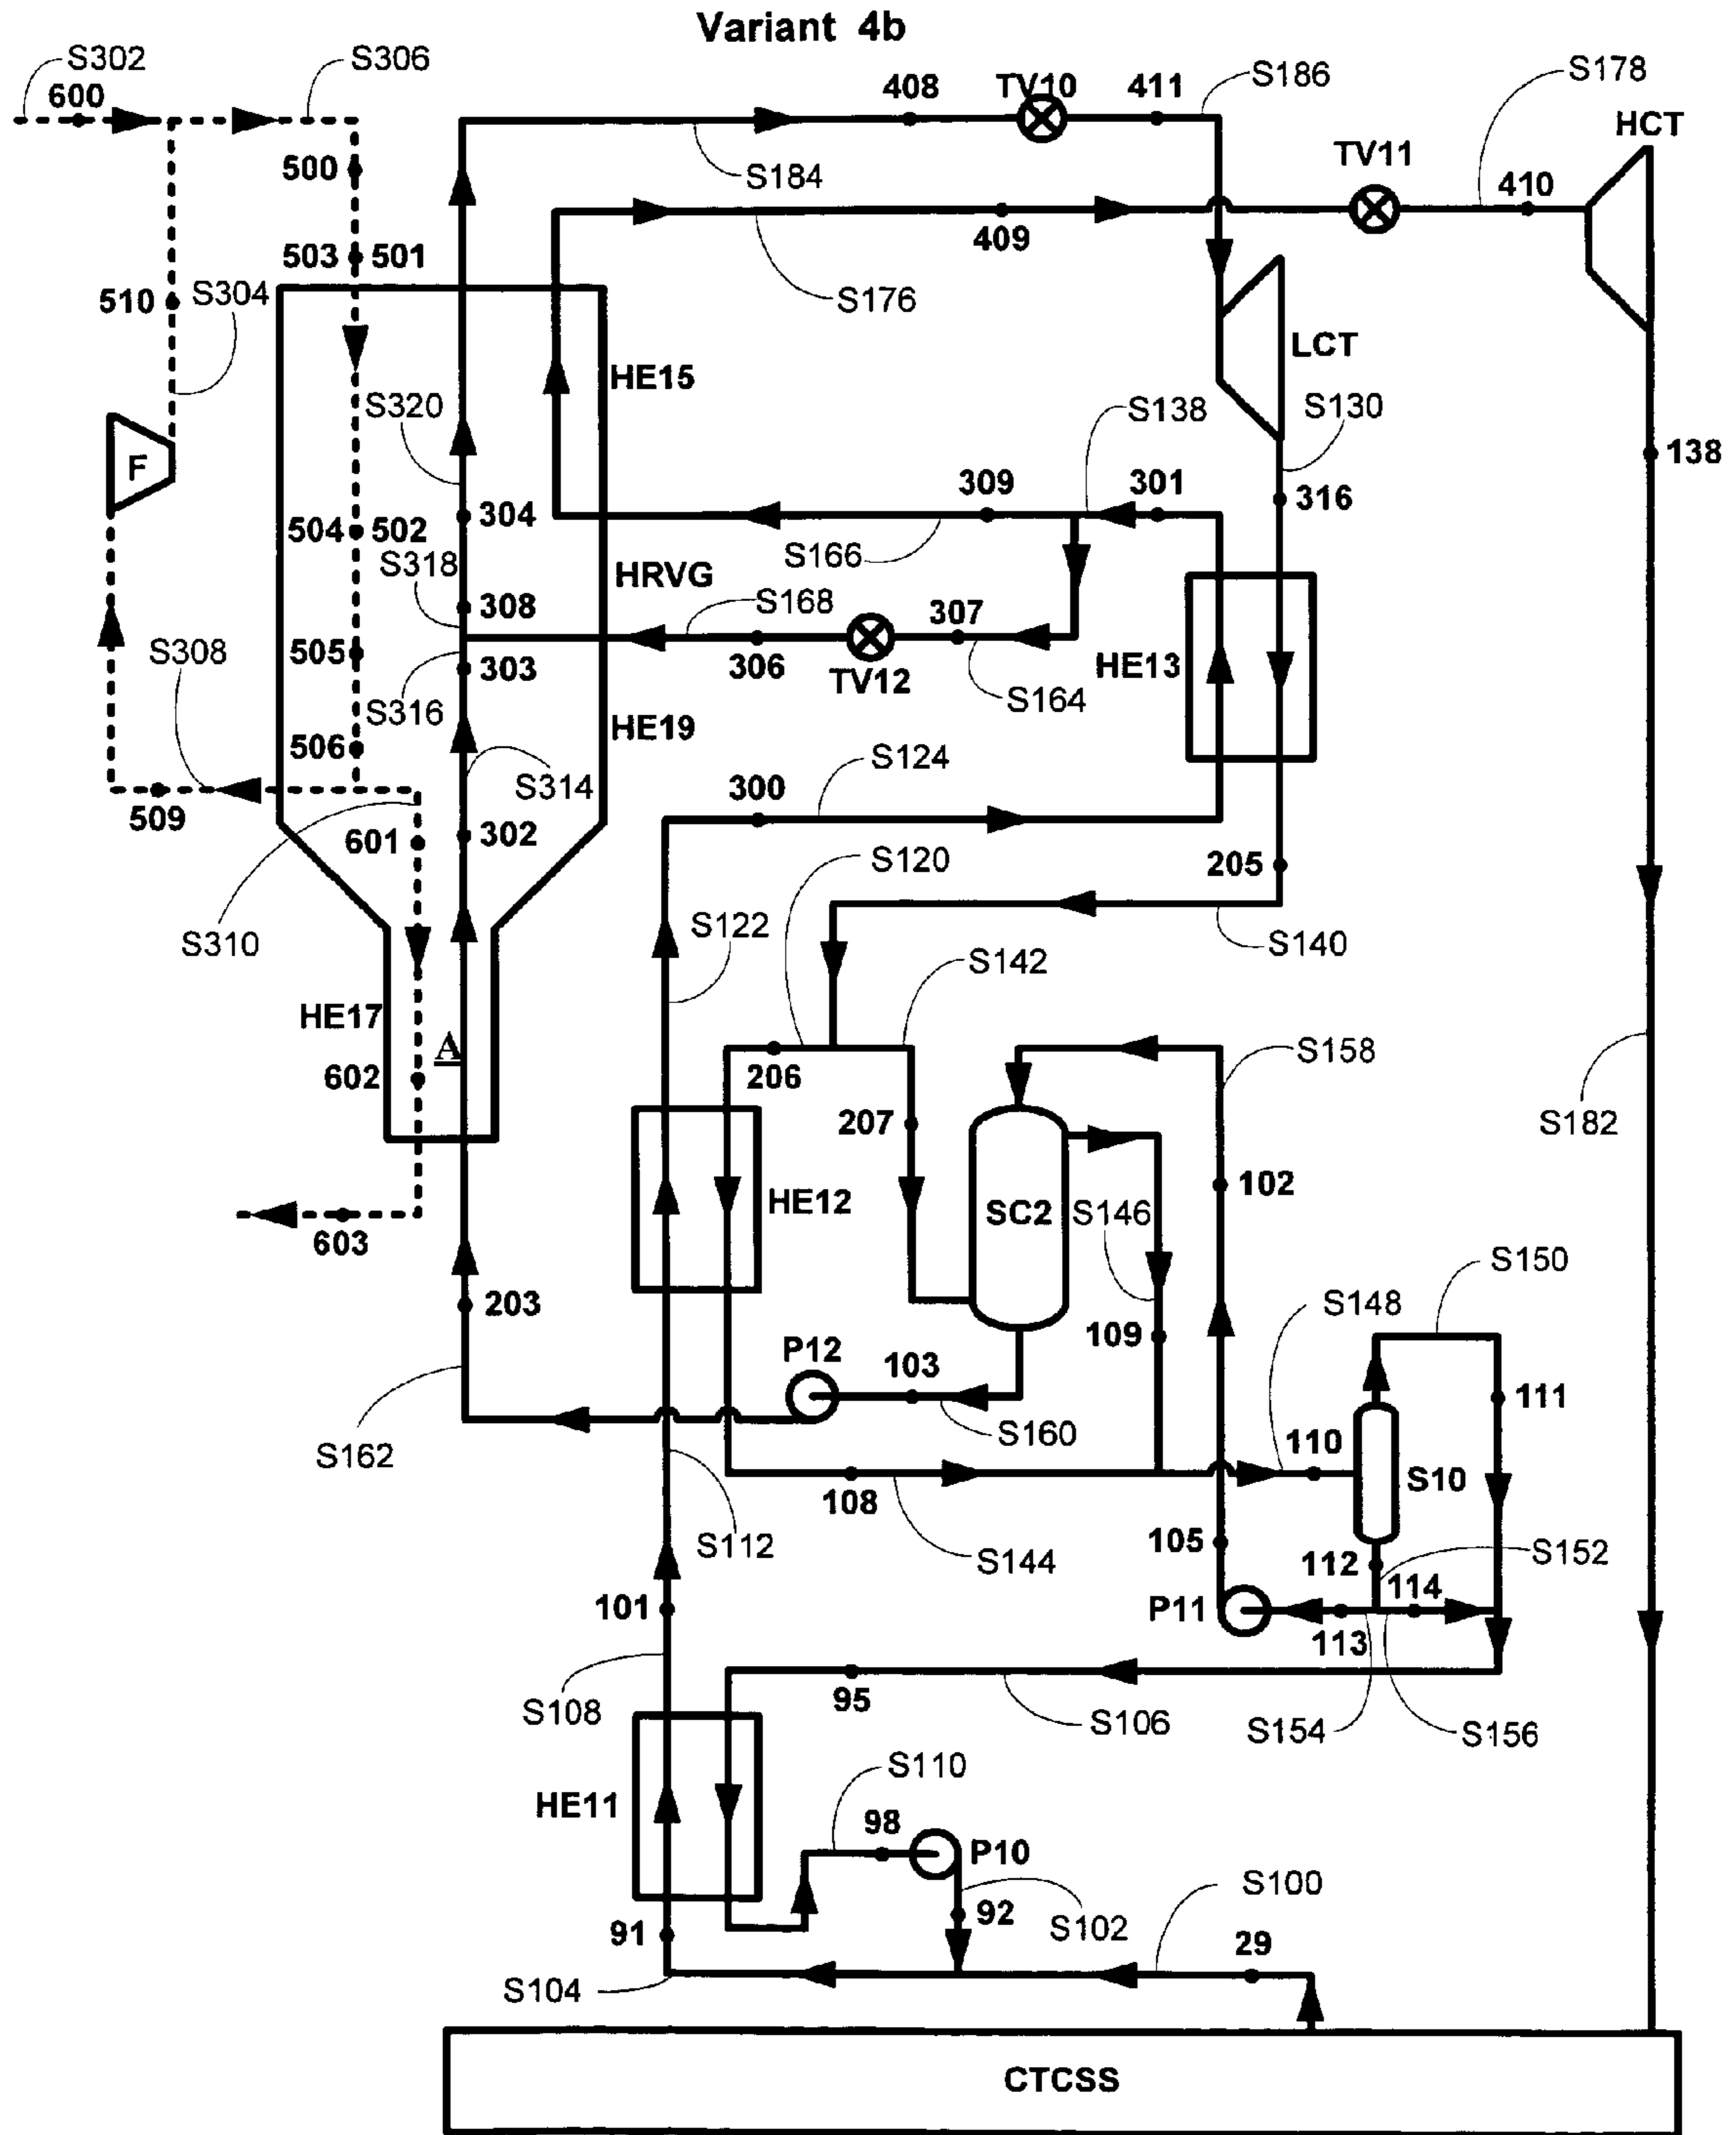 Variant 4b
S302
S306
600
408
TV10
411
S186
S178
HCT
TV11
500
S184
410
409
503
501
510
S304
S176
LCT
HE15
S320
S138
S130
F
138
309
301
316
304
504
502
S166
S318
HRVG
S168
307
308
HE13
505
S308
303
306
TV12
S164
S316
HE19
506
S124
S314
300
509
302
601
S120
205
S122
S310
S140
S142
HE17
A
S158
206
602
207
S182
102
HE12
SC2
S146
603
S150
203
S148
109
P12
103
111
110
S160
S162
S10
108
105
S112
S144
S152
112
114
101
P11
113
95
S108
S106
S154
S156
S110
HE11
98
P10
S100
92
S102
91
29
S104
CTCSS